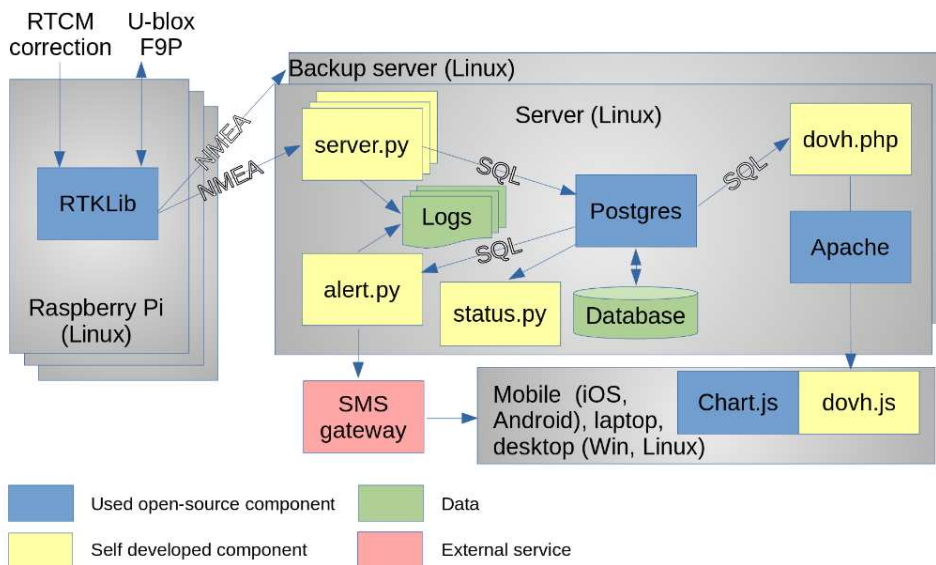 RTCM
correction
U-blox
F9P
Backup server (Linux)
Server (Linux)
NMEA
NMEA
RTKLib
Raspberry Pi
(Linux)
server.py
Logs
alert.py
status.py
SQL
SQL
SQL
Postgres
Database
dovh.php
Apache
SMS
gateway
Mobile (iOS,
Android), laptop,
desktop (Win, Linux)
Chart.js
dovh.js
Used open-source component
Data
Self developed component
External service